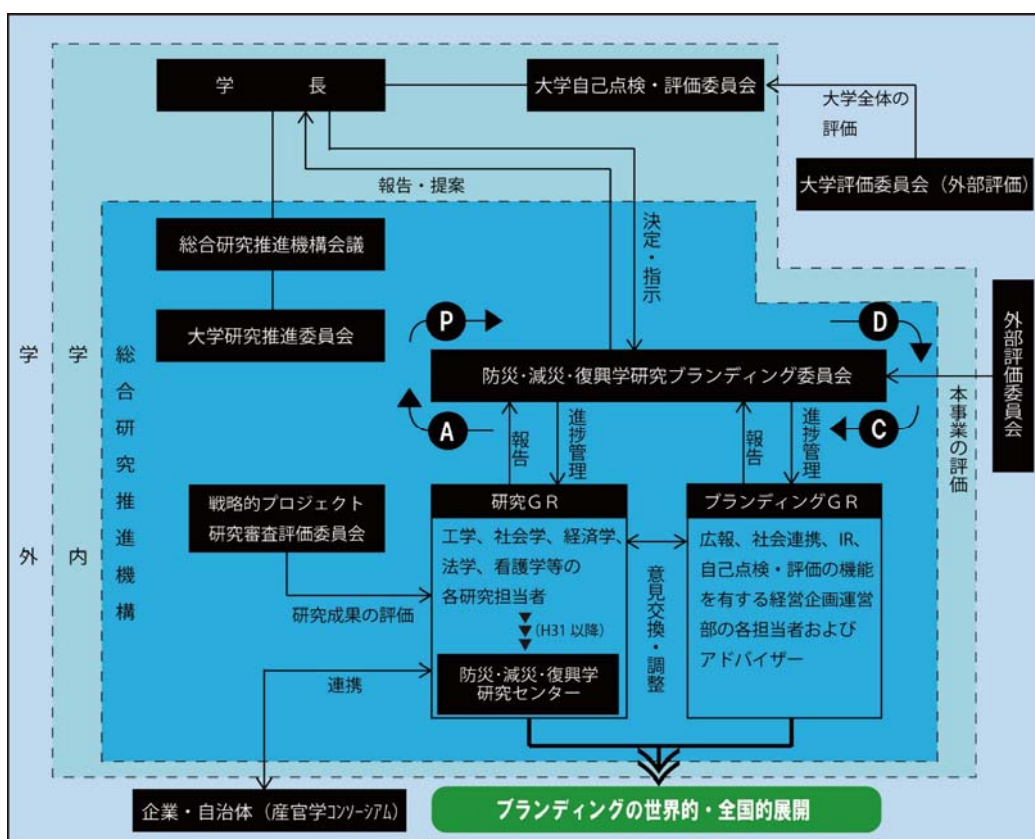 学長
大学自己点検・評価委員会
大学全体の
評価
大学評価委員会（外部評価）
報告・提案
決定・指示
総合研究推進機構会議
大学研究推進委員会
P
D
防災・減災・復興学研究ブランディング委員会
外部評価委員会
本事業の評価
A
C
報告
進捗管理
報告
進捗管理
学外
学内
総合研究推進機構
戦略的プロジェクト
研究審査評価委員会
研究成果の評価
研究GR
工学、社会学、経済学、
法学、看護学等の
各研究担当者
(H31以降)
防災・減災・復興学
研究センター
意見交換・調整
ブランディングGR
広報、社会連携、IR、
自己点検・評価の機能
を有する経営企画運営
部の各担当者および
アドバイザー
連携
企業・自治体（産官学コンソーシアム）
ブランディングの世界的・全国的展開